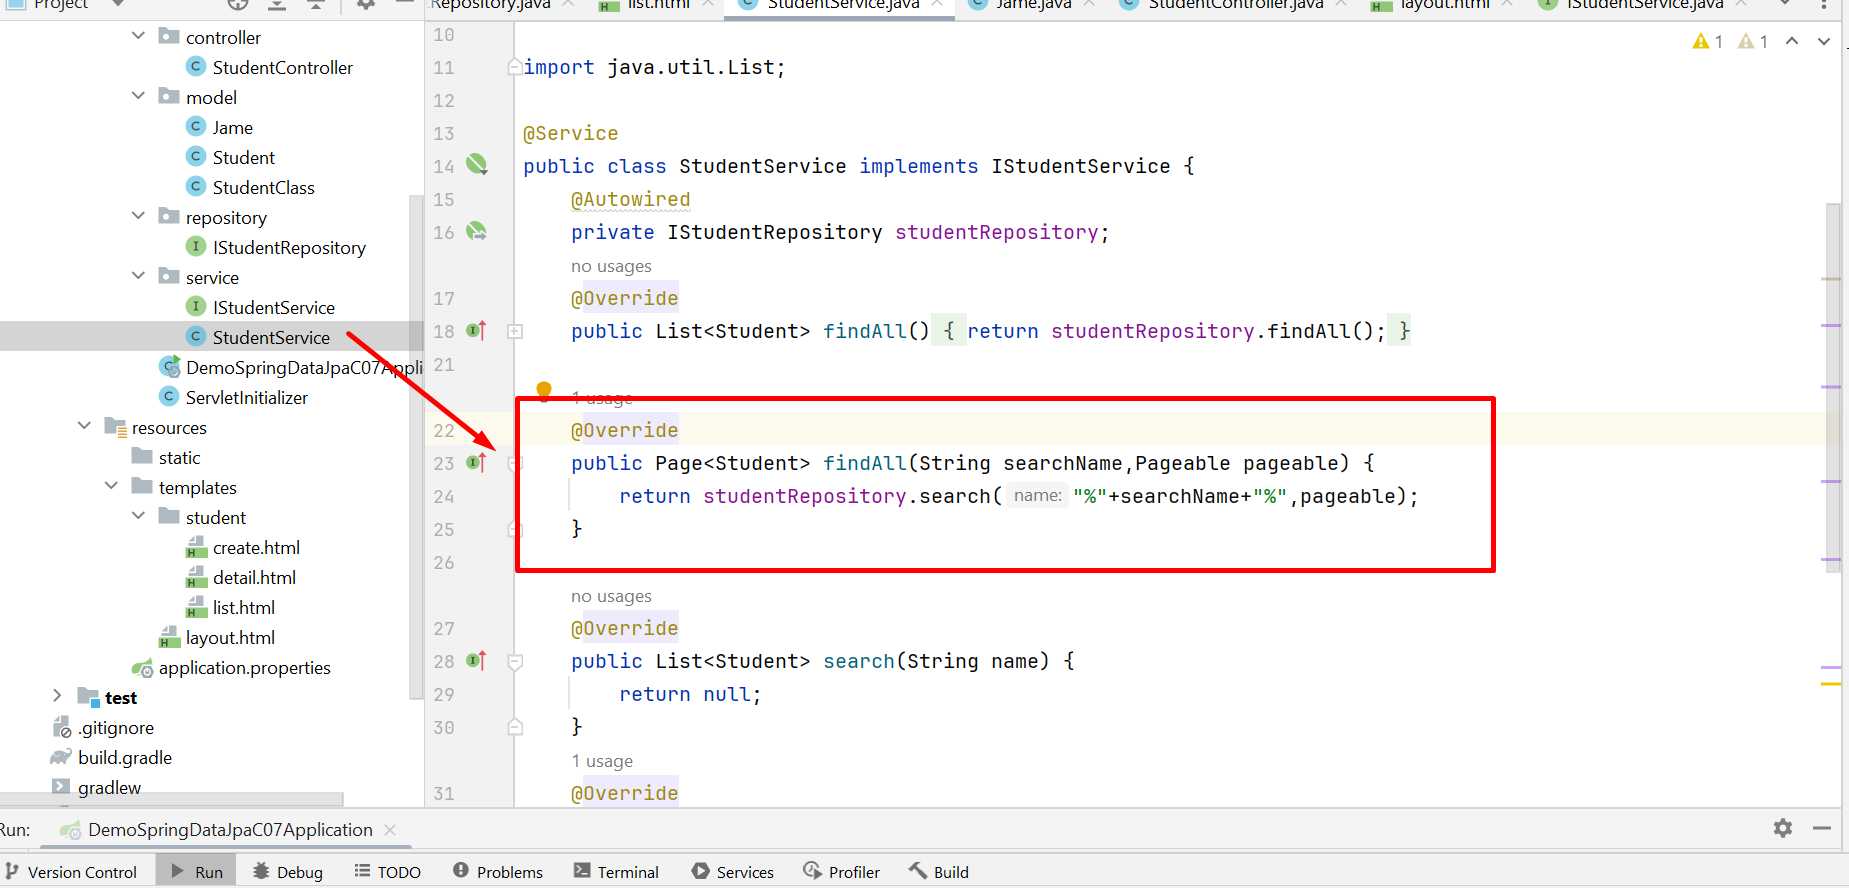 Project
Repository.java
list.html
StudentService.java
Jame.java
StudentController.java
layout.html
IStudentService.java
controller
StudentController
model
Jame
Student
StudentClass
repository
IStudentRepository
service
IStudentService
StudentService
DemoSpringDataJpaC07Appli
ServletInitializer
resources
static
templates
student
create.html
detail.html
list.html
layout.html
application.properties
test
.gitignore
build.gradle
gradlew
1 1
10
11 import java.util.List;
12
13 @Service
14 public class StudentService implements IStudentService {
15 @Autowired
16 private IStudentRepository studentRepository;
no usages
17 @Override
18 public List<Student> findAll() { return studentRepository.findAll(); }
21
1 usage
22 @Override
23 public Page<Student> findAll(String searchName,Pageable pageable) {
24 return studentRepository.search( name: "%"+searchName+"%",pageable);
25 }
26
no usages
27 @Override
28 public List<Student> search(String name) {
29 return null;
30 }
1 usage
31 @Override
Run: DemoSpringDataJpaC07Application
Version Control Run Debug TODO Problems Terminal Services Profiler Build